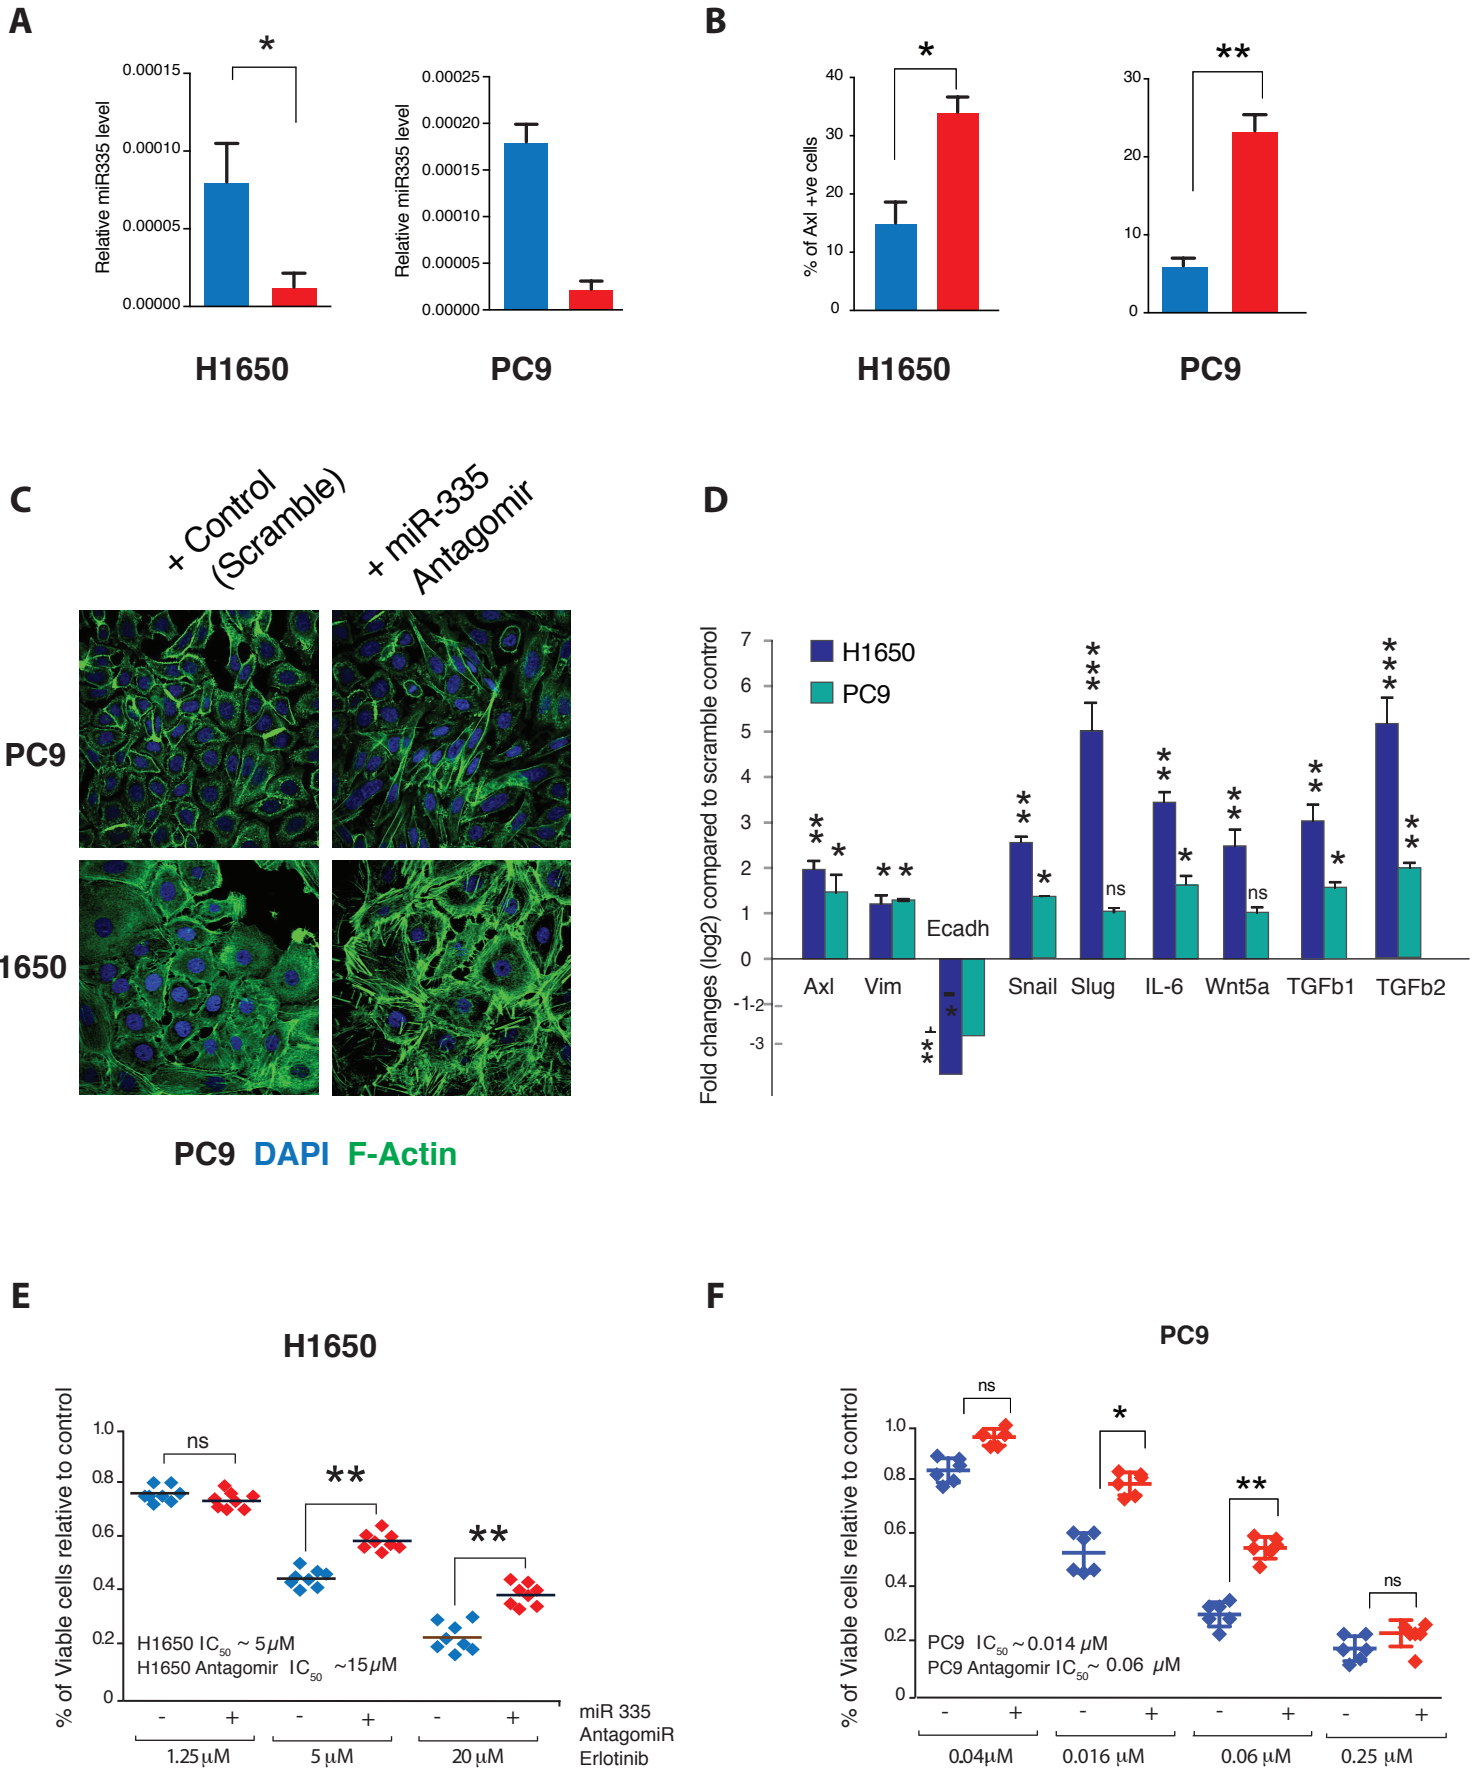 A
*
0.00015
0.00010
0.00005
0.00000
Relative miR335 level
H1650
0.00025
0.00020
0.00015
0.00010
0.00005
0.00000
Relative miR335 level
PC9
B
*
40
30
20
10
0
% of Axl +ve cells
H1650
**
30
20
10
0
PC9
C
+ Control
(Scramble)
+ miR-335
Antagomir
PC9
1650
PC9 DAPI F-Actin
D
Fold changes (log2) compared to scramble control
7
6
5
4
3
2
1
0
-1-2
-3
H1650
PC9
**
*
*
*
Ecadh
**
*
**
*
***
ns
**
*
**
ns
**
*
***
**
Axl Vim Snail Slug IL-6 Wnt5a TGFb1 TGFb2
E
H1650
% of Viable cells relative to control
1.0
0.8
0.6
0.4
0.2
0
ns
**
**
H1650 IC50 ~ 5µM
H1650 Antagomir IC50 ~15µM
- + - + - + miR 335
AntagomiR
1.25 µM 5 µM 20 µM Erlotinib
F
PC9
% of Viable cells relative to control
1.0
0.8
0.6
0.4
0.2
0
ns
*
**
ns
PC9 IC50 ~ 0.014 µM
PC9 Antagomir IC50~ 0.06 µM
- + - + - + - +
0.04µM 0.016 µM 0.06 µM 0.25 µM